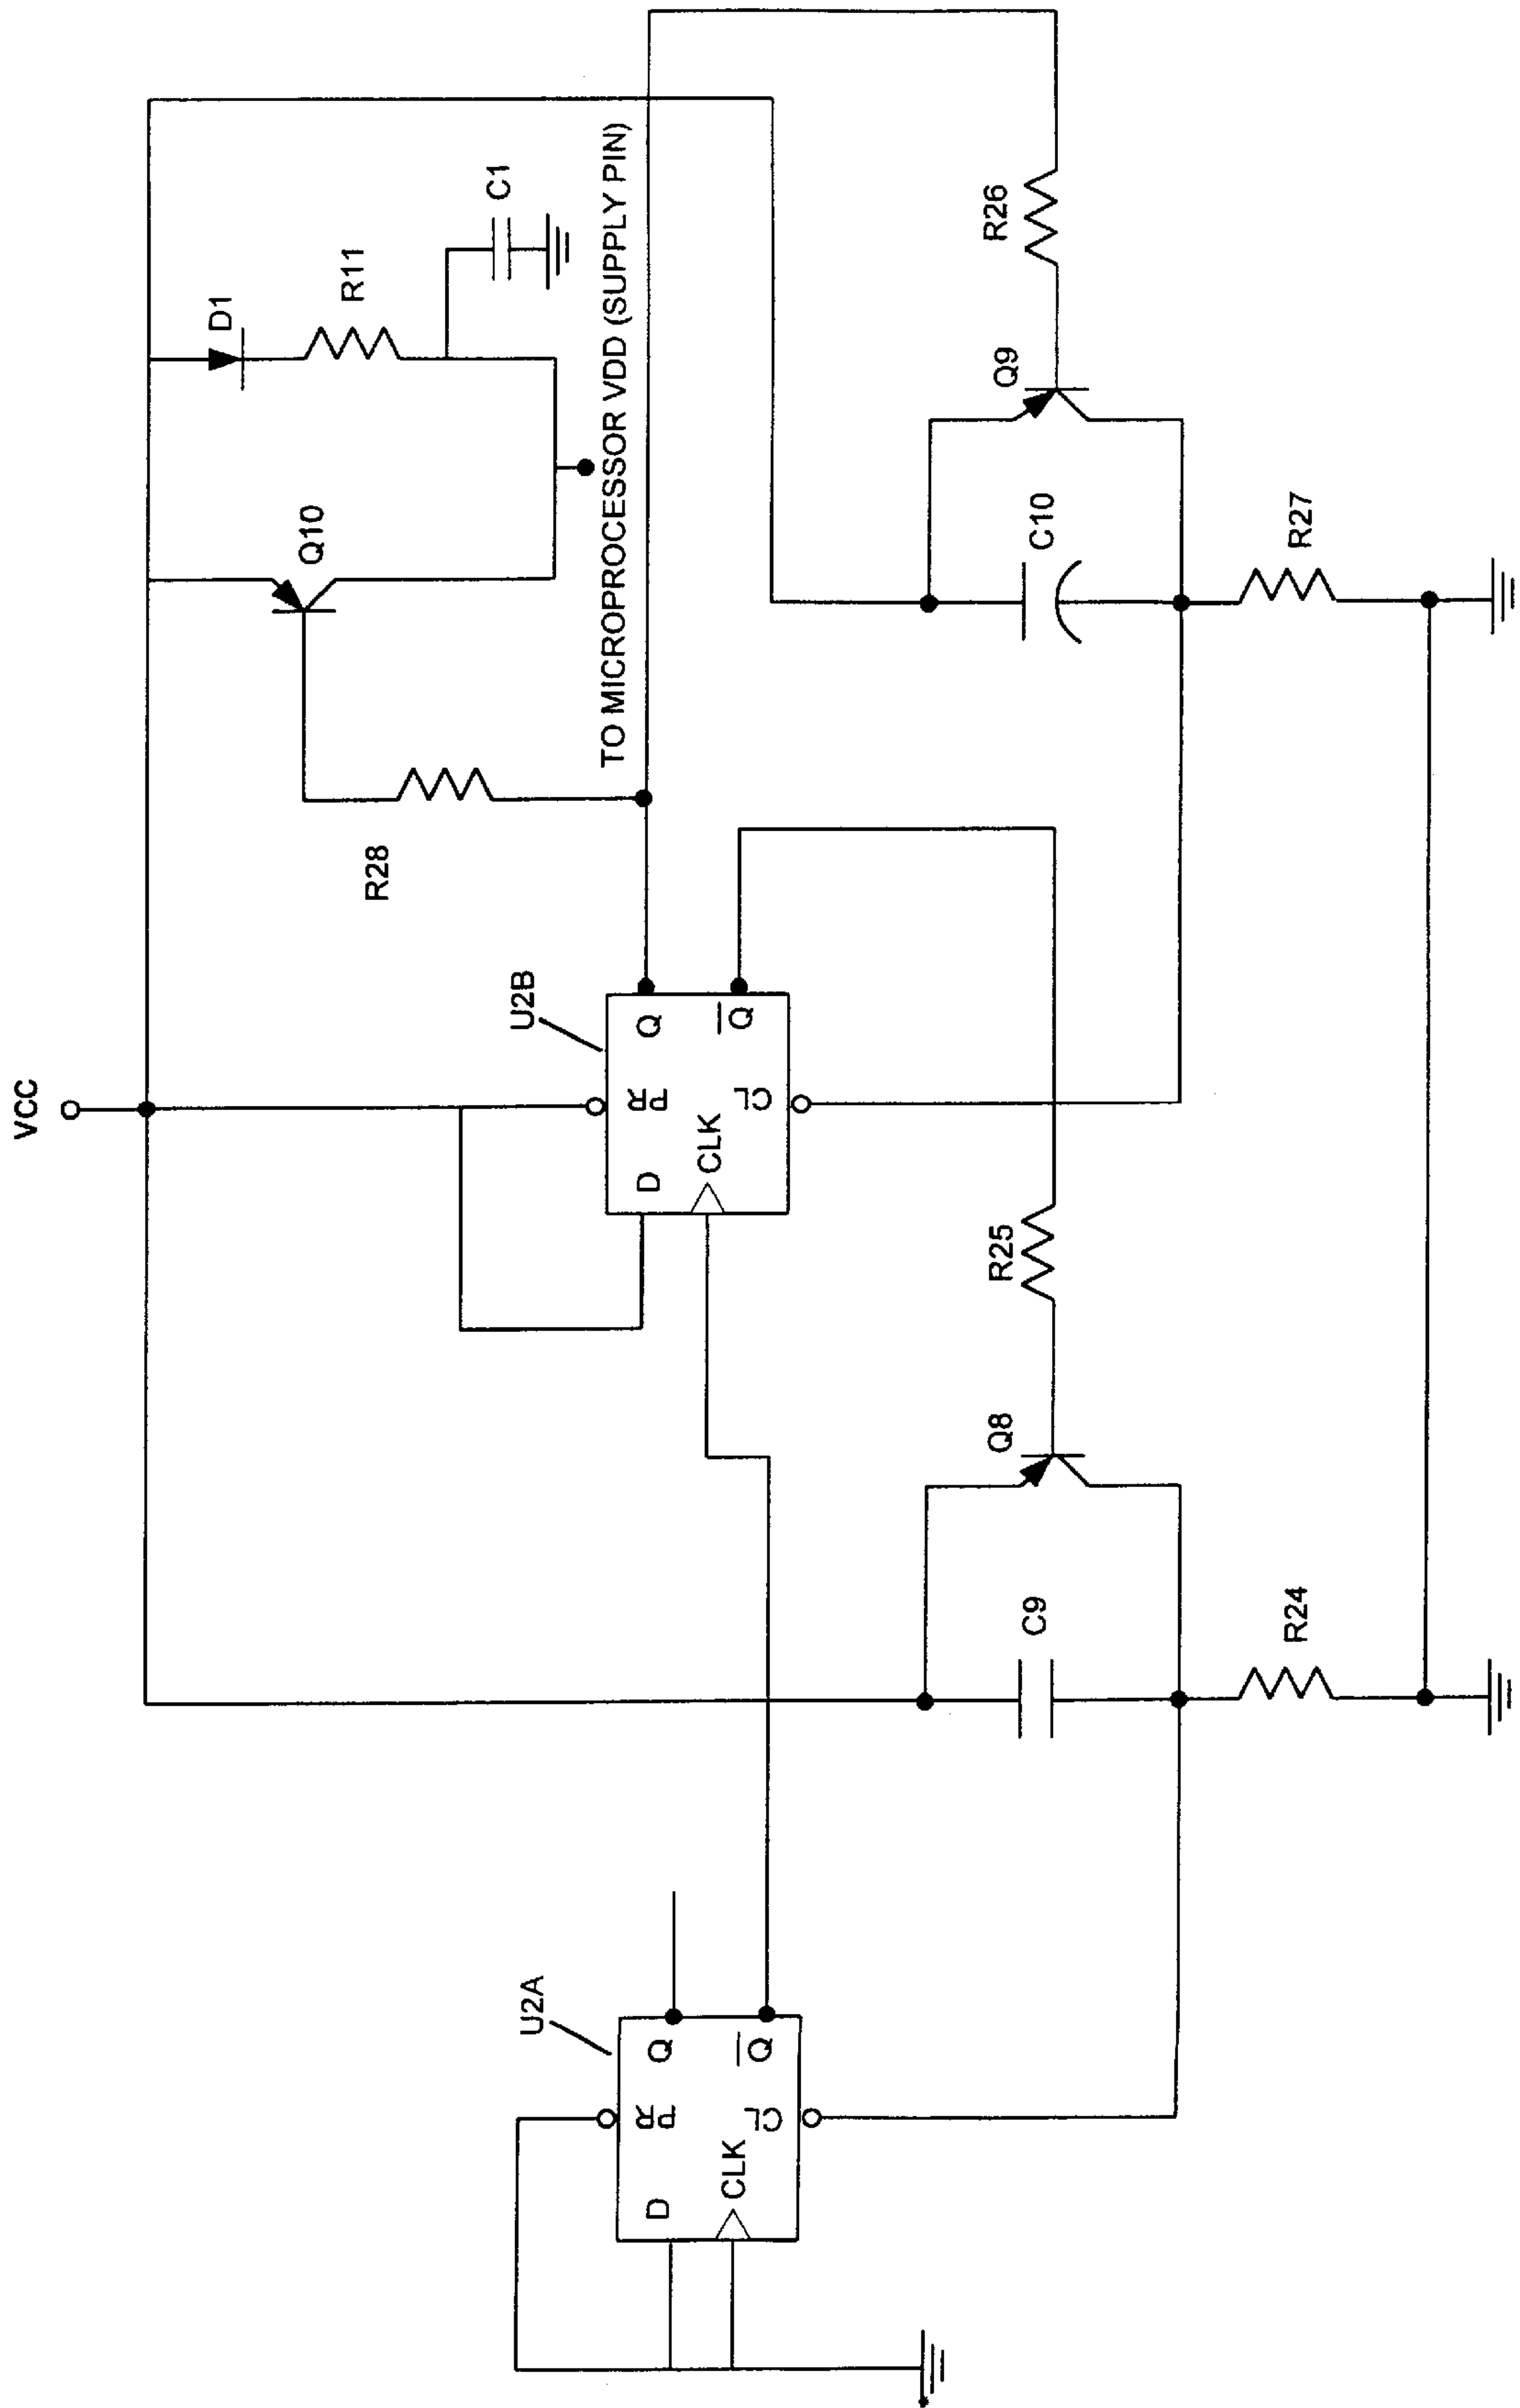 VCC
D1
R11
C1
Q10
TO MICROPROCESSOR VDD (SUPPLY PIN)
R28
U2B
D
PR
Q
CLK
CL
Q
R26
Q9
C10
R27
R25
Q8
C9
R24
U2A
D
PR
Q
CLK
CL
Q